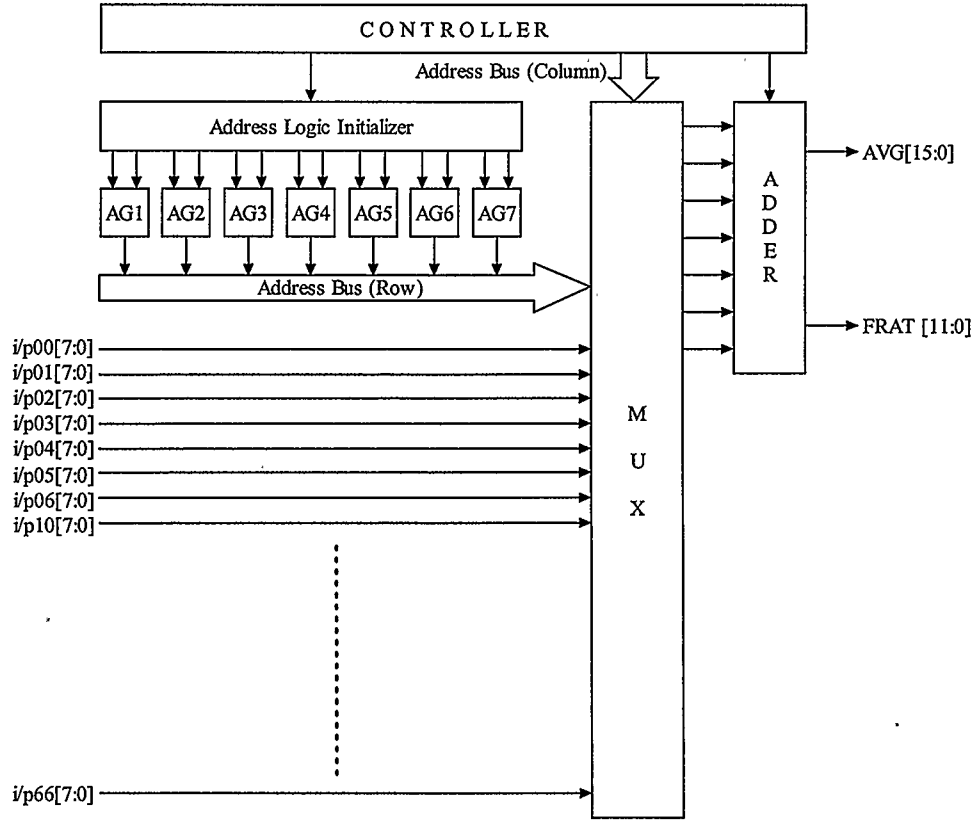 CONTROLLER
Address Bus (Column)
Address Logic Initializer
AG1 AG2 AG3 AG4 AG5 AG6 AG7
Address Bus (Row)
i/p00[7:0]
i/p01[7:0]
i/p02[7:0]
i/p03[7:0]
i/p04[7:0]
i/p05[7:0]
i/p06[7:0]
i/p10[7:0]
i/p66[7:0]
MUX
ADDER
AVG[15:0]
FRAT [11:0]